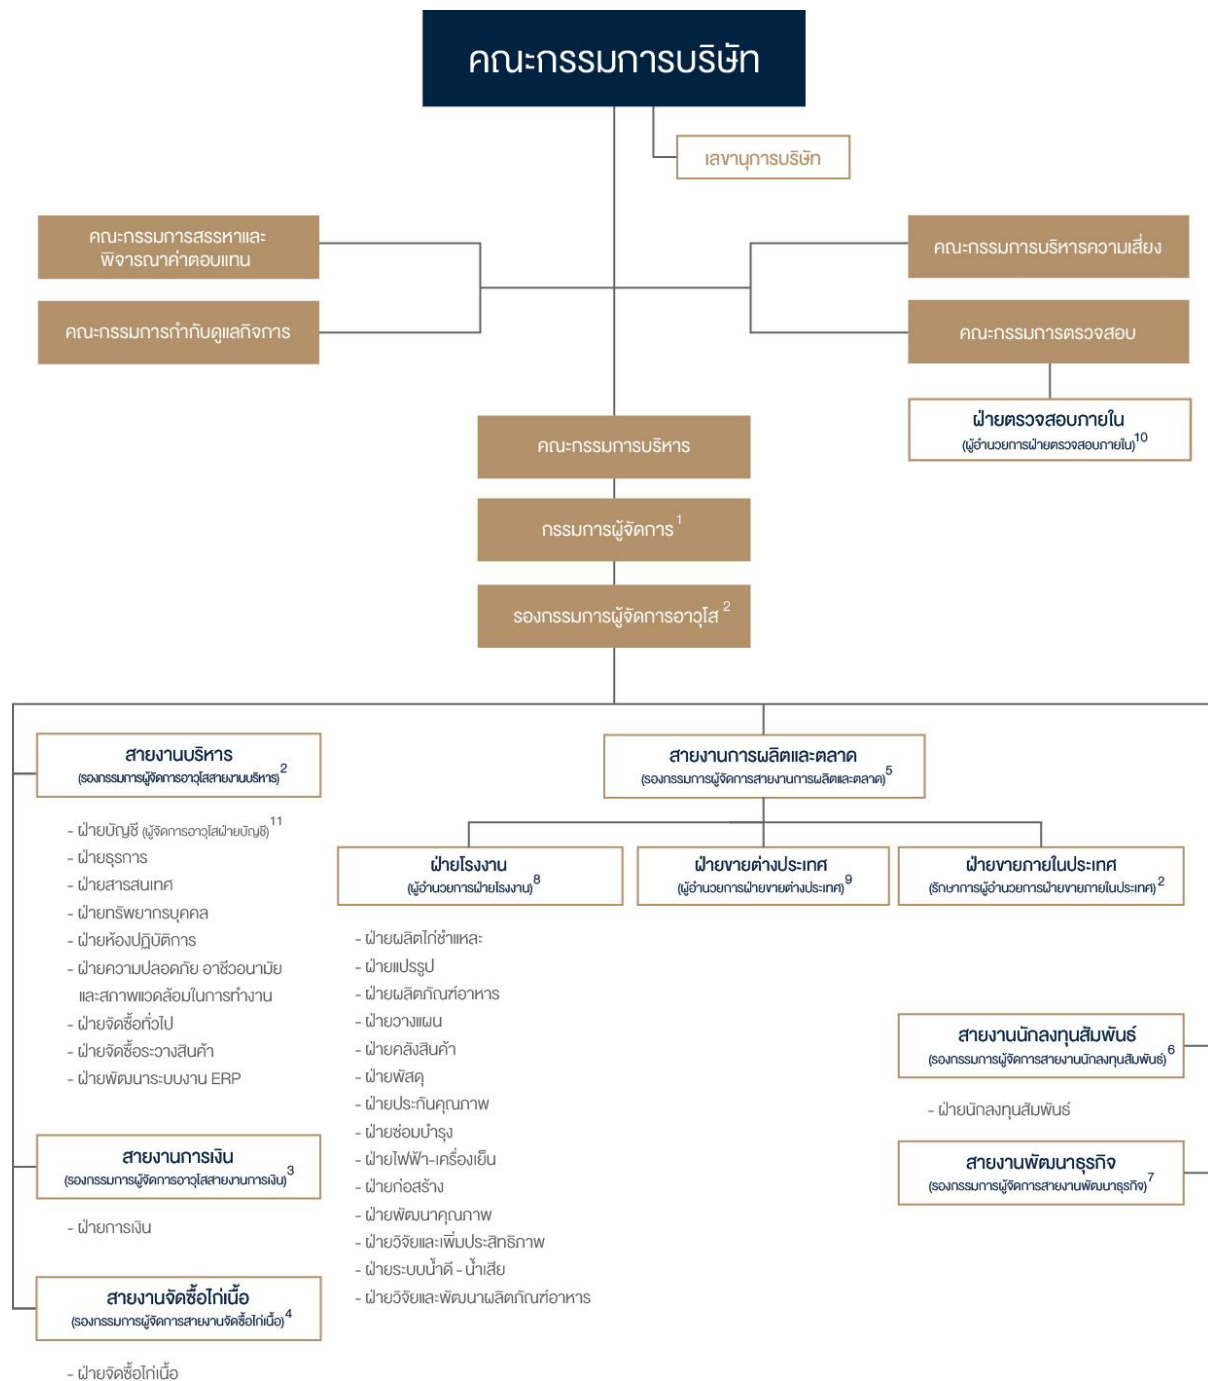 คณะกรรมการบริษัท
เลขานุการบริษัท
คณะกรรมการสรรหาและ
พิจารณาค่าตอบแทน
คณะกรรมการบริหารความเสี่ยง
คณะกรรมการกำกับดูแลกิจการ
คณะกรรมการตรวจสอบ
ฝ่ายตรวจสอบภายใน
(ผู้อำนวยการฝ่ายตรวจสอบภายใน)10
คณะกรรมการบริหาร
กรรมการผู้จัดการ 1
รองกรรมการผู้จัดการอาวุโส 2
สายงานบริหาร
(รองกรรมการผู้จัดการอาวุโสสายงานบริหาร)2
- ฝ่ายบัญชี (ผู้จัดการอาวุโสฝ่ายบัญชี)11
- ฝ่ายธุรการ
- ฝ่ายสารสนเทศ
- ฝ่ายทรัพยากรบุคคล
- ฝ่ายห้องปฏิบัติการ
- ฝ่ายความปลอดภัย อาชีวอนามัย
และสภาพแวดล้อมในการทำงาน
- ฝ่ายจัดซื้อทั่วไป
- ฝ่ายจัดซื้อระวางสินค้า
- ฝ่ายพัฒนาระบบงาน ERP
สายงานการเงิน
(รองกรรมการผู้จัดการอาวุโสสายงานการเงิน)3
- ฝ่ายการเงิน
สายงานจัดซื้อไก่เนื้อ
(รองกรรมการผู้จัดการสายงานจัดซื้อไก่เนื้อ)4
- ฝ่ายจัดซื้อไก่เนื้อ
สายงานการผลิตและตลาด
(รองกรรมการผู้จัดการสายงานการผลิตและตลาด)5
ฝ่ายโรงงาน
(ผู้อำนวยการฝ่ายโรงงาน)8
- ฝ่ายผลิตไก่ชำแหละ
- ฝ่ายแปรรูป
- ฝ่ายผลิตภัณฑ์อาหาร
- ฝ่ายวางแผน
- ฝ่ายคลังสินค้า
- ฝ่ายพัสดุ
- ฝ่ายประกันคุณภาพ
- ฝ่ายซ่อมบำรุง
- ฝ่ายไฟฟ้า-เครื่องเย็น
- ฝ่ายก่อสร้าง
- ฝ่ายพัฒนาคุณภาพ
- ฝ่ายวิจัยและเพิ่มประสิทธิภาพ
- ฝ่ายระบบน้ำดี - น้ำเสีย
- ฝ่ายวิจัยและพัฒนาผลิตภัณฑ์อาหาร
ฝ่ายขายต่างประเทศ
(ผู้อำนวยการฝ่ายขายต่างประเทศ)9
ฝ่ายขายภายในประเทศ
(รักษาการผู้อำนวยการฝ่ายขายภายในประเทศ)2
สายงานนักลงทุนสัมพันธ์
(รองกรรมการผู้จัดการสายงานนักลงทุนสัมพันธ์)6
- ฝ่ายนักลงทุนสัมพันธ์
สายงานพัฒนาธุรกิจ
(รองกรรมการผู้จัดการสายงานพัฒนาธุรกิจ)7